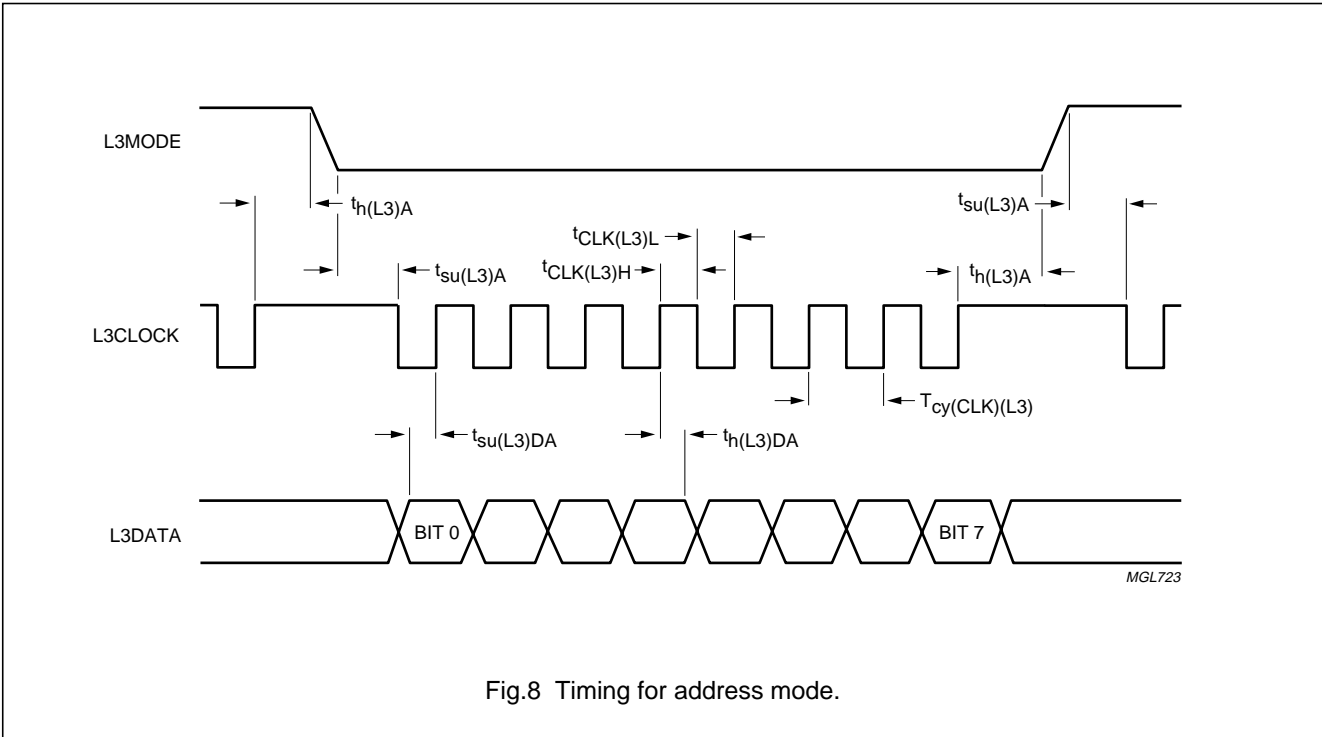 L3MODE
th(L3)A
tsu(L3)A
tCLK(L3)L
tsu(L3)A
tCLK(L3)H
th(L3)A
L3CLOCK
Tcy(CLK)(L3)
tsu(L3)DA
th(L3)DA
L3DATA
BIT 0
BIT 7
MGL723
Fig.8 Timing for address mode.